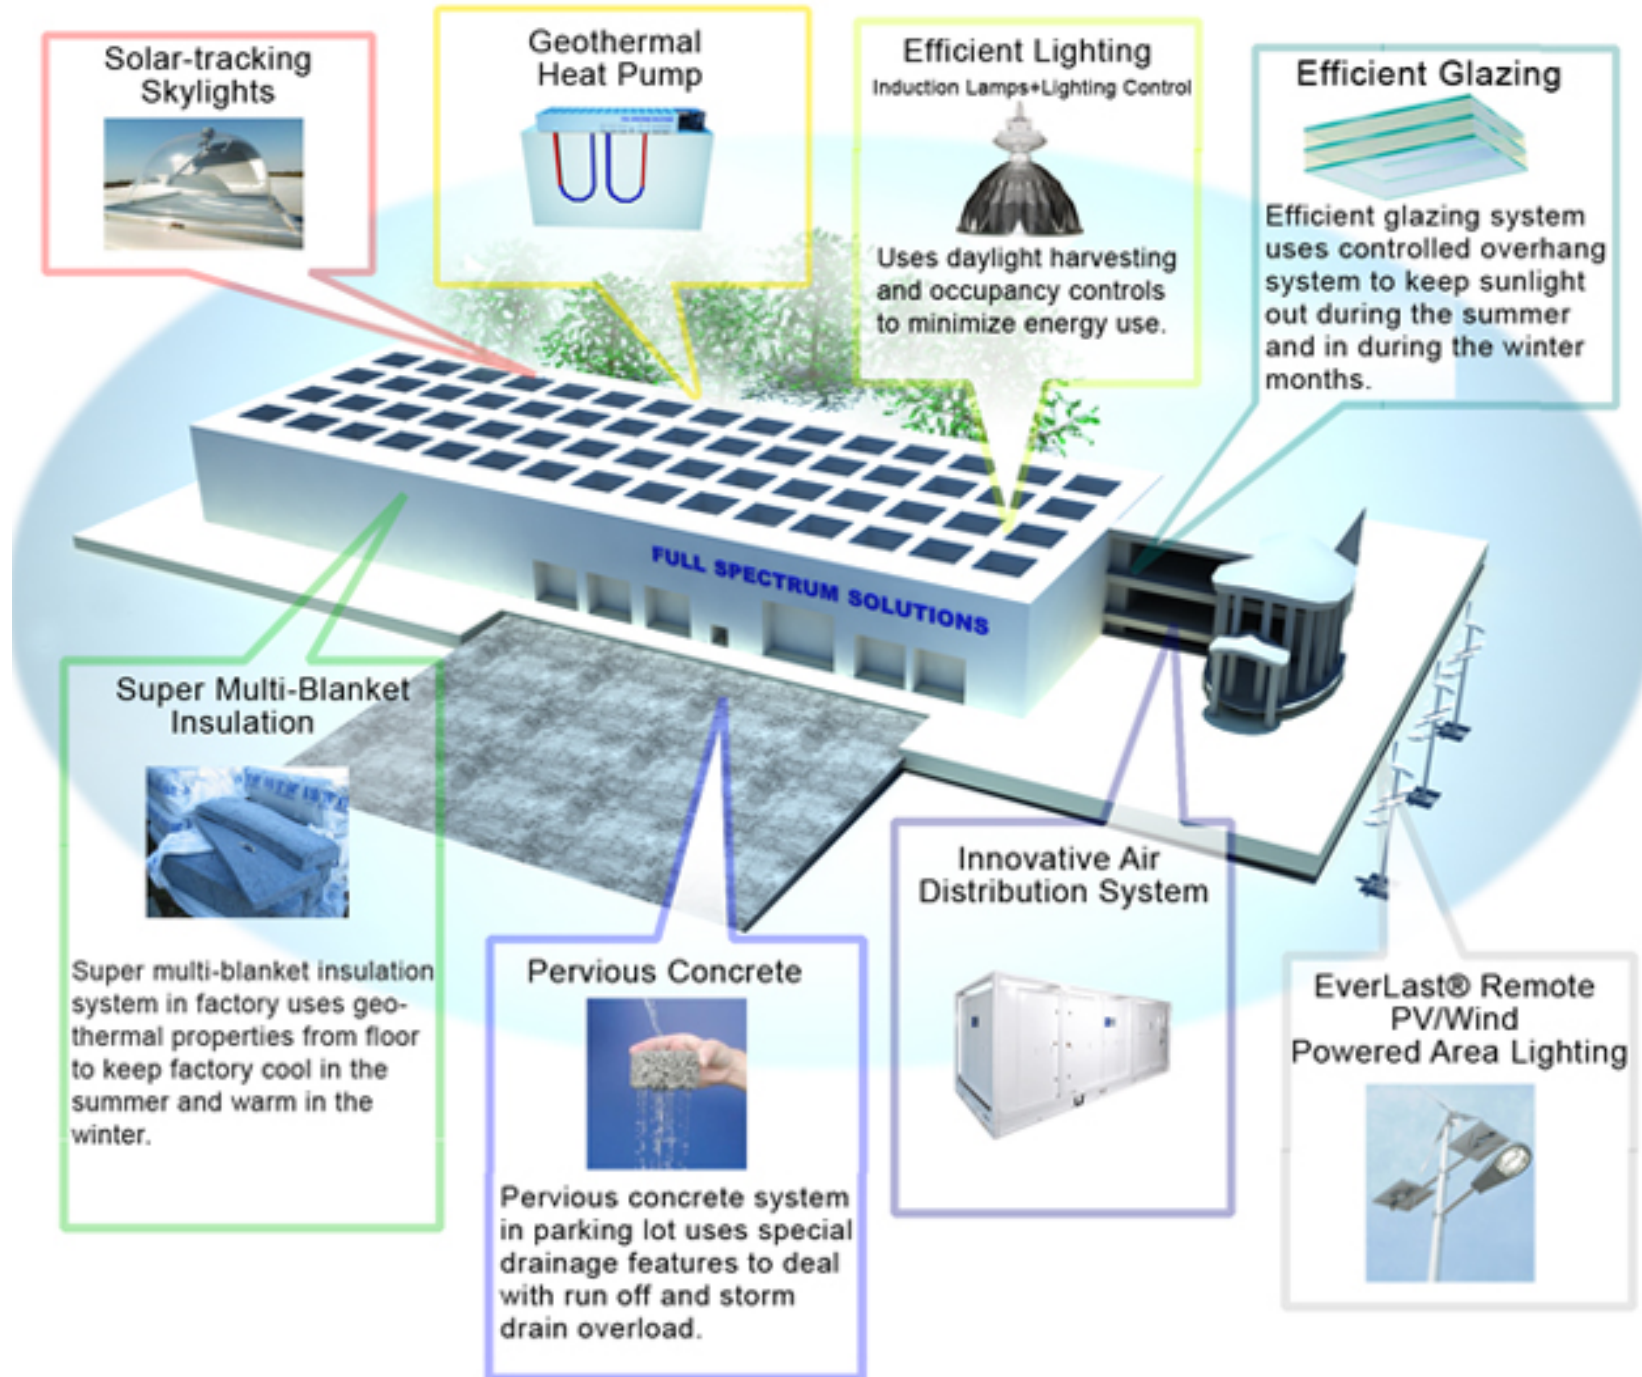 Solar-tracking
Skylights
Geothermal
Heat Pump
Efficient Lighting
Induction Lamps+Lighting Control
Uses daylight harvesting
and occupancy controls
to minimize energy use.
Efficient Glazing
Efficient glazing system
uses controlled overhang
system to keep sunlight
out during the summer
and in during the winter
months.
FULL SPECTRUM SOLUTIONS
Super Multi-Blanket
Insulation
Super multi-blanket insulation
system in factory uses geo-
thermal properties from floor
to keep factory cool in the
summer and warm in the
winter.
Pervious Concrete
Pervious concrete system
in parking lot uses special
drainage features to deal
with run off and storm
drain overload.
Innovative Air
Distribution System
EverLast® Remote
PV/Wind
Powered Area Lighting